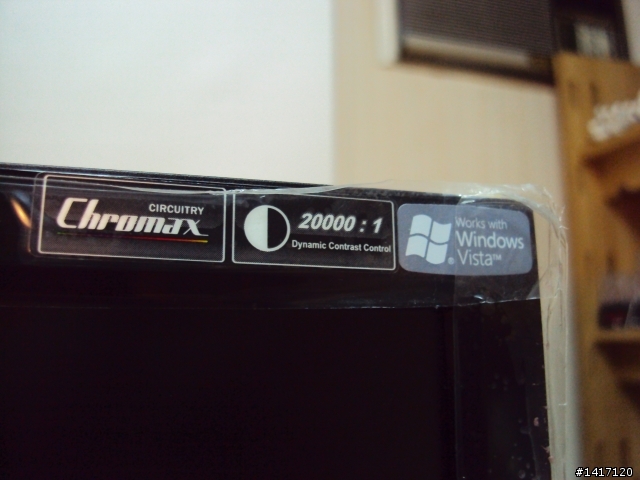 CIRCUITRY
Chromax
20000 : 1
Dynamic Contrast Control
Works with
Windows
Vista™
#1417120